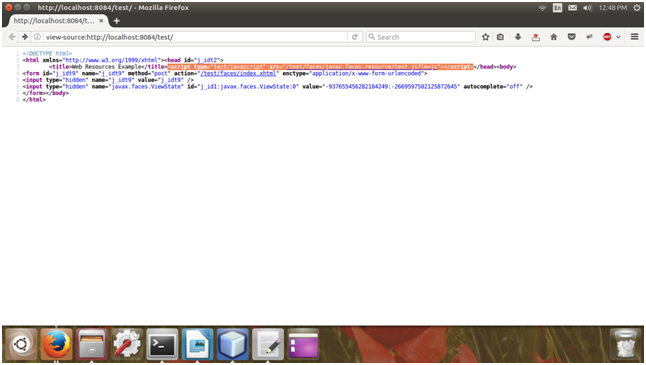 http://localhost:8084/test/ - Mozilla Firefox
En
12:48 PM
http://localhost:8084/t...
view-source:http://localhost:8084/test/
Search
ABP
1 <!DOCTYPE html>
2 <html xmlns="http://www.w3.org/1999/xhtml"><head id="j_idt2">
3 <title>Web Resources Example</title><script type="text/javascript" src="/test/faces/javax.faces.resource/test.js?ln=js"></script></head><body>
4 <form id="j_idt9" name="j_idt9" method="post" action="/test/faces/index.xhtml" enctype="application/x-www-form-urlencoded">
5 <input type="hidden" name="j_idt9" value="j_idt9" />
6 <input type="hidden" name="javax.faces.ViewState" id="j_id1:javax.faces.ViewState:0" value="-937655456282184249:-2669597582125872645" autocomplete="off" />
7 </form></body>
8 </html>